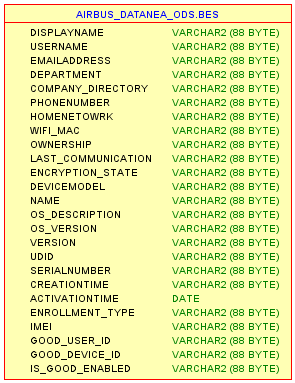 AIRBUS_DATANEA_ODS.BES
DISPLAYNAME VARCHAR2 (88 BYTE)
USERNAME VARCHAR2 (88 BYTE)
EMAILADDRESS VARCHAR2 (88 BYTE)
DEPARTMENT VARCHAR2 (88 BYTE)
COMPANY_DIRECTORY VARCHAR2 (88 BYTE)
PHONENUMBER VARCHAR2 (88 BYTE)
HOMENETOWRK VARCHAR2 (88 BYTE)
WIFI_MAC VARCHAR2 (88 BYTE)
OWNERSHIP VARCHAR2 (88 BYTE)
LAST_COMMUNICATION VARCHAR2 (88 BYTE)
ENCRYPTION_STATE VARCHAR2 (88 BYTE)
DEVICEMODEL VARCHAR2 (88 BYTE)
NAME VARCHAR2 (88 BYTE)
OS_DESCRIPTION VARCHAR2 (88 BYTE)
OS_VERSION VARCHAR2 (88 BYTE)
VERSION VARCHAR2 (88 BYTE)
UDID VARCHAR2 (88 BYTE)
SERIALNUMBER VARCHAR2 (88 BYTE)
CREATIONTIME VARCHAR2 (88 BYTE)
ACTIVATIONTIME DATE
ENROLLMENT_TYPE VARCHAR2 (88 BYTE)
IMEI VARCHAR2 (88 BYTE)
GOOD_USER_ID VARCHAR2 (88 BYTE)
GOOD_DEVICE_ID VARCHAR2 (88 BYTE)
IS_GOOD_ENABLED VARCHAR2 (88 BYTE)